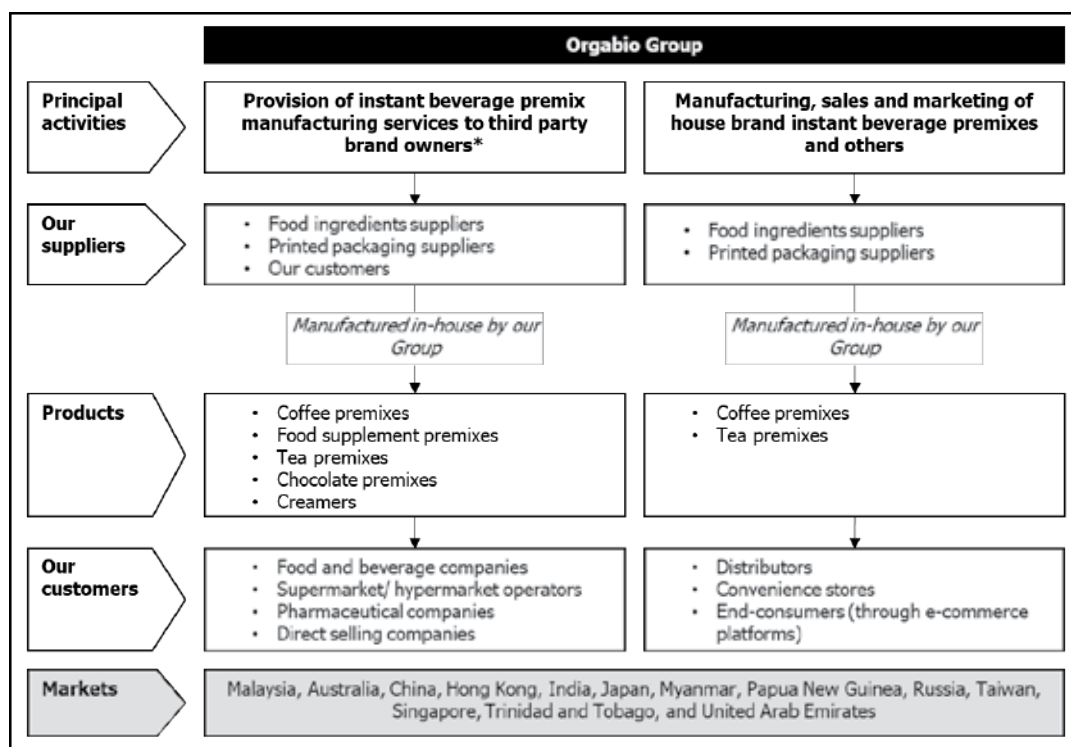 Orgabio Group
Principal
activities
Provision of instant beverage premix
manufacturing services to third party
brand owners*
Manufacturing, sales and marketing of
house brand instant beverage premixes
and others
Our
suppliers
• Food ingredients suppliers
• Printed packaging suppliers
• Our customers
• Food ingredients suppliers
• Printed packaging suppliers
Manufactured in-house by our
Group
Manufactured in-house by our
Group
Products
• Coffee premixes
• Food supplement premixes
• Tea premixes
• Chocolate premixes
• Creamers
• Coffee premixes
• Tea premixes
Our
customers
• Food and beverage companies
• Supermarket/ hypermarket operators
• Pharmaceutical companies
• Direct selling companies
• Distributors
• Convenience stores
• End-consumers (through e-commerce
platforms)
Markets
Malaysia, Australia, China, Hong Kong, India, Japan, Myanmar, Papua New Guinea, Russia, Taiwan,
Singapore, Trinidad and Tobago, and United Arab Emirates